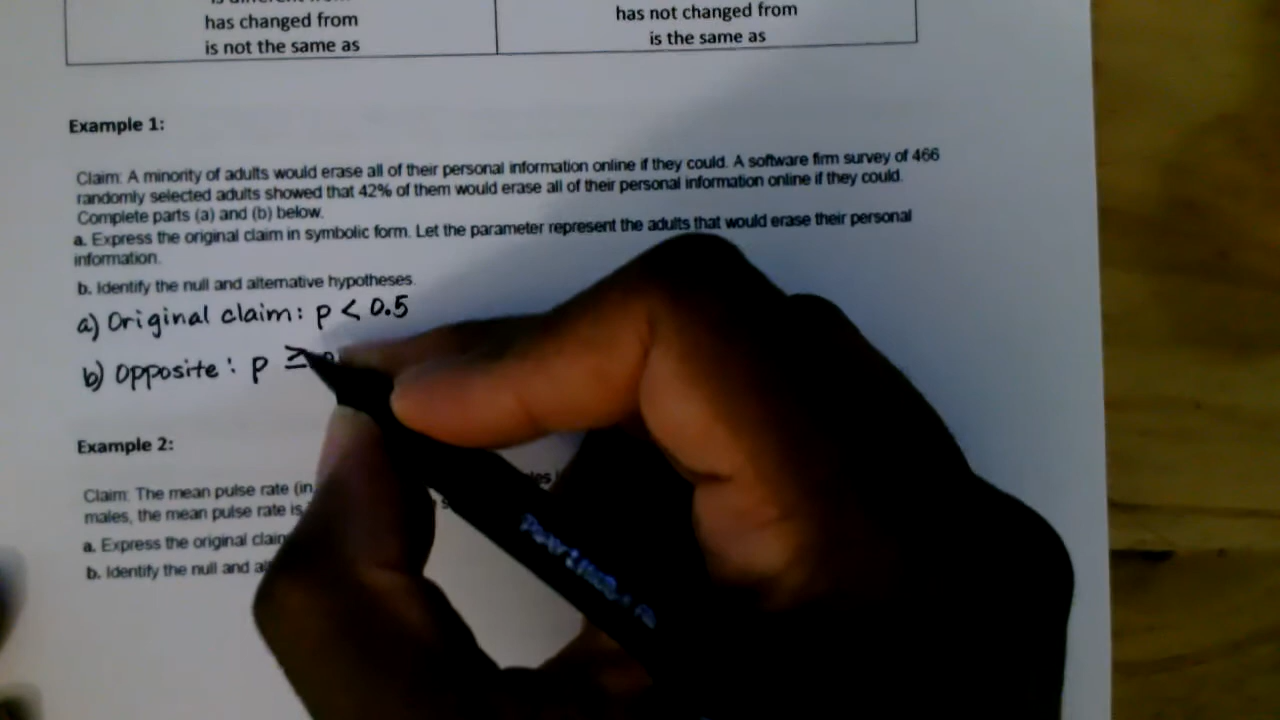 has changed from
is not the same as
has not changed from
is the same as
Example 1:
Claim: A minority of adults would erase all of their personal information online if they could. A software firm survey of 466
randomly selected adults showed that 42% of them would erase all of their personal information online if they could.
Complete parts (a) and (b) below.
a. Express the original claim in symbolic form. Let the parameter represent the adults that would erase their personal
information.
b. Identify the null and alternative hypotheses.
a) Original claim: p < 0.5
b) Opposite: p ≥
Example 2:
Claim: The mean pulse rate (in
males, the mean pulse rate is
a. Express the original claim
b. Identify the null and